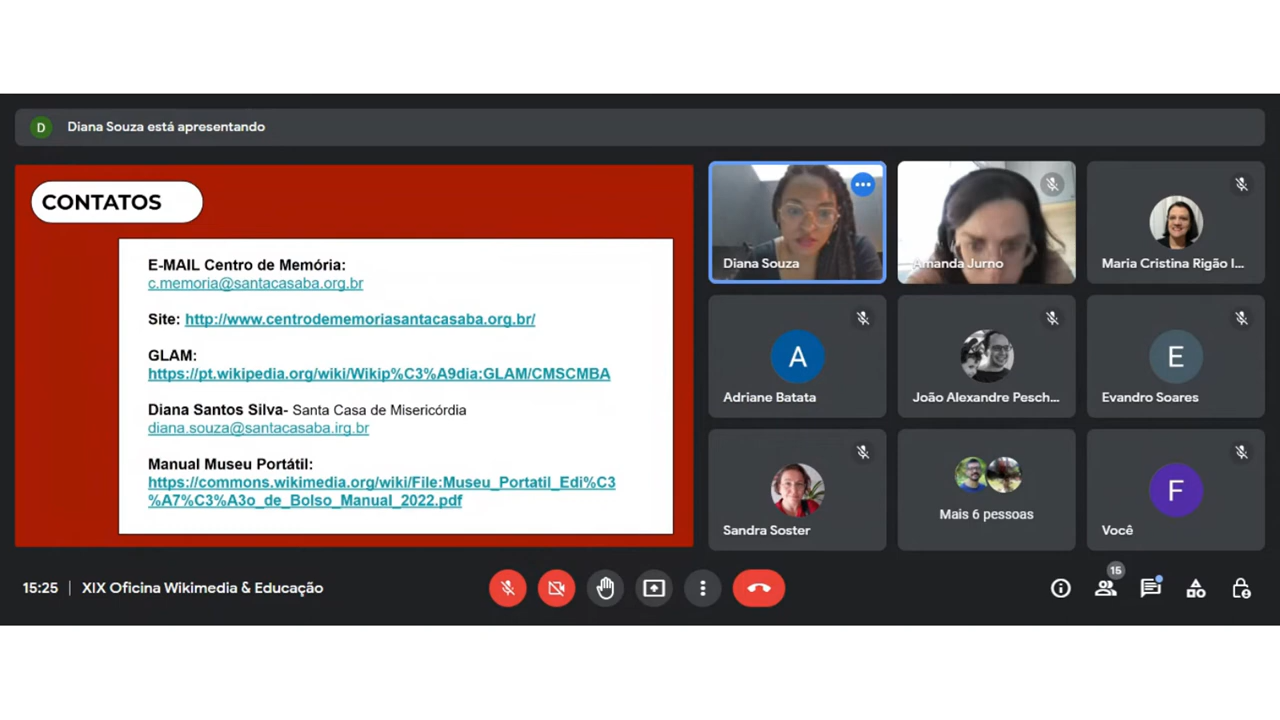 D
Diana Souza está apresentando
CONTATOS
E-MAIL Centro de Memória:
c.memoria@santacasaba.org.br
Site: http://www.centrodememoriasantacasaba.org.br/
GLAM:
https://pt.wikipedia.org/wiki/Wikip%C3%A9dia:GLAM/CMSCMBA
Diana Santos Silva- Santa Casa de Misericórdia
diana.souza@santacasaba.irg.br
Manual Museu Portátil:
https://commons.wikimedia.org/wiki/File:Museu_Portatil_Edi%C3
%A7%C3%A3o_de_Bolso_Manual_2022.pdf
Diana Souza
Amanda Jurno
Maria Cristina Rigão I...
A
Adriane Batata
João Alexandre Pesch...
E
Evandro Soares
Sandra Soster
Mais 6 pessoas
F
Você
15:25 | XIX Oficina Wikimedia & Educação
15